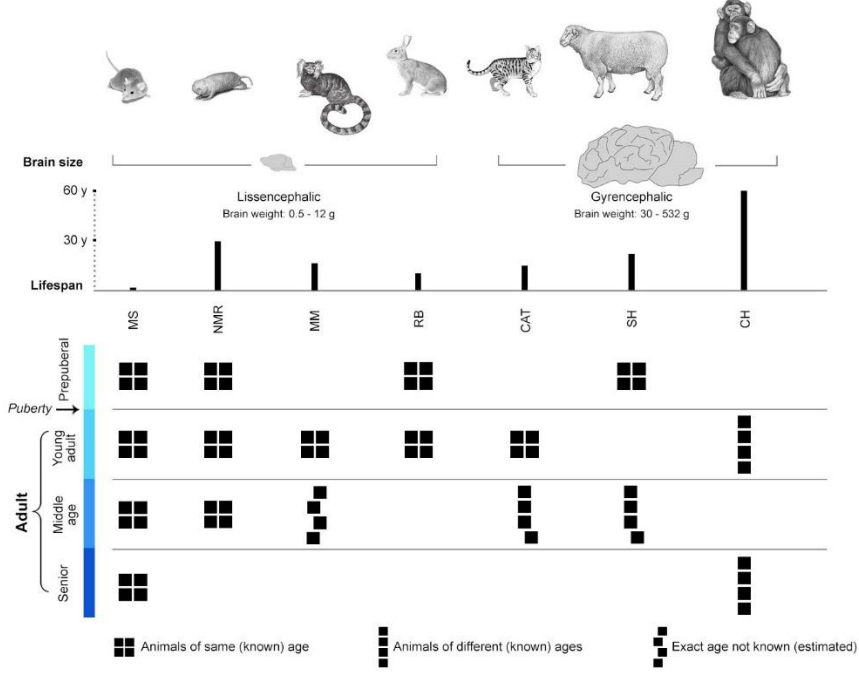 Brain size
Lissencephalic
Brain weight: 0.5 - 12 g
Gyrencephalic
Brain weight: 30 - 532 g
60 y
30 y
Lifespan
MS
NMR
MM
RB
CAT
SH
CH
Prepuberal
Puberty
Adult
Young
adult
Middle
age
Senior
Animals of same (known) age
Animals of different (known) ages
Exact age not known (estimated)